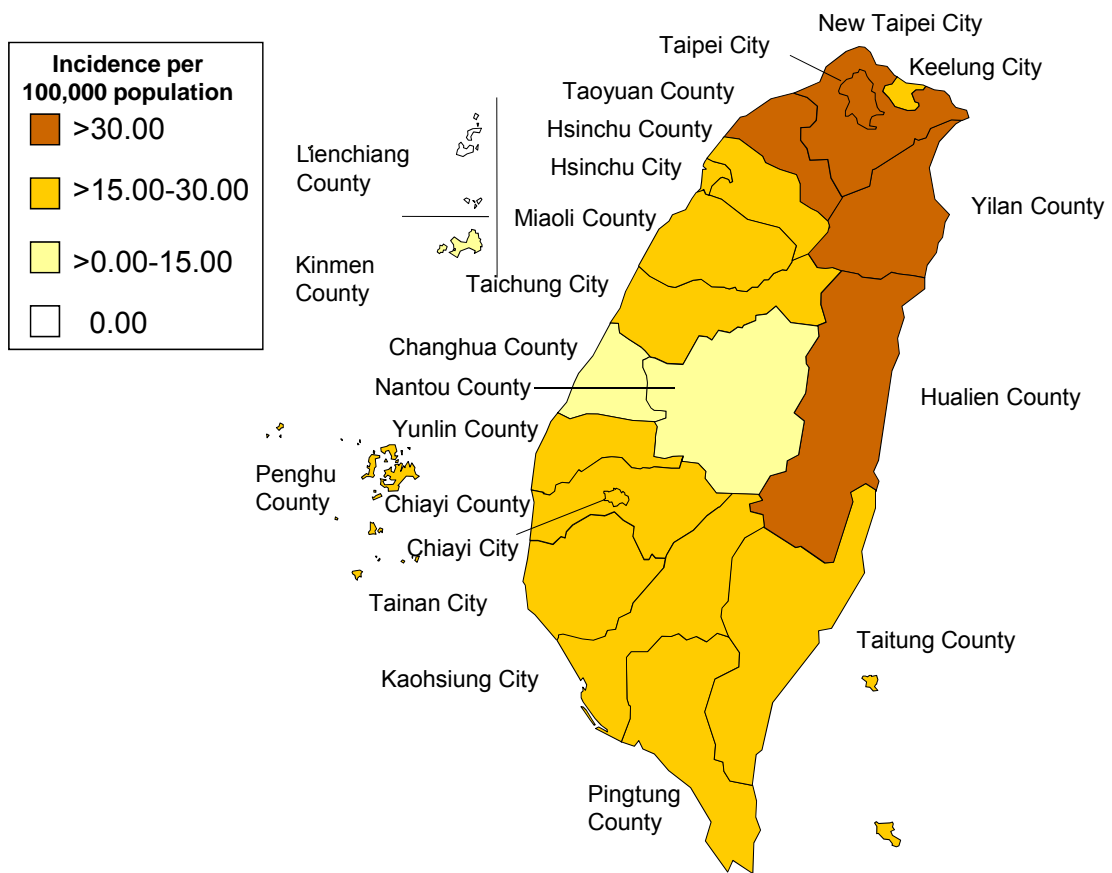 Incidence per
100,000 population
>30.00
>15.00-30.00
>0.00-15.00
0.00
New Taipei City
Taipei City
Keelung City
Taoyuan County
Hsinchu County
Lienchiang
County
Hsinchu City
Yilan County
Miaoli County
Kinmen
County
Taichung City
Changhua County
Nantou County
Hualien County
Yunlin County
Penghu
County
Chiayi County
Chiayi City
Tainan City
Taitung County
Kaohsiung City
Pingtung
County